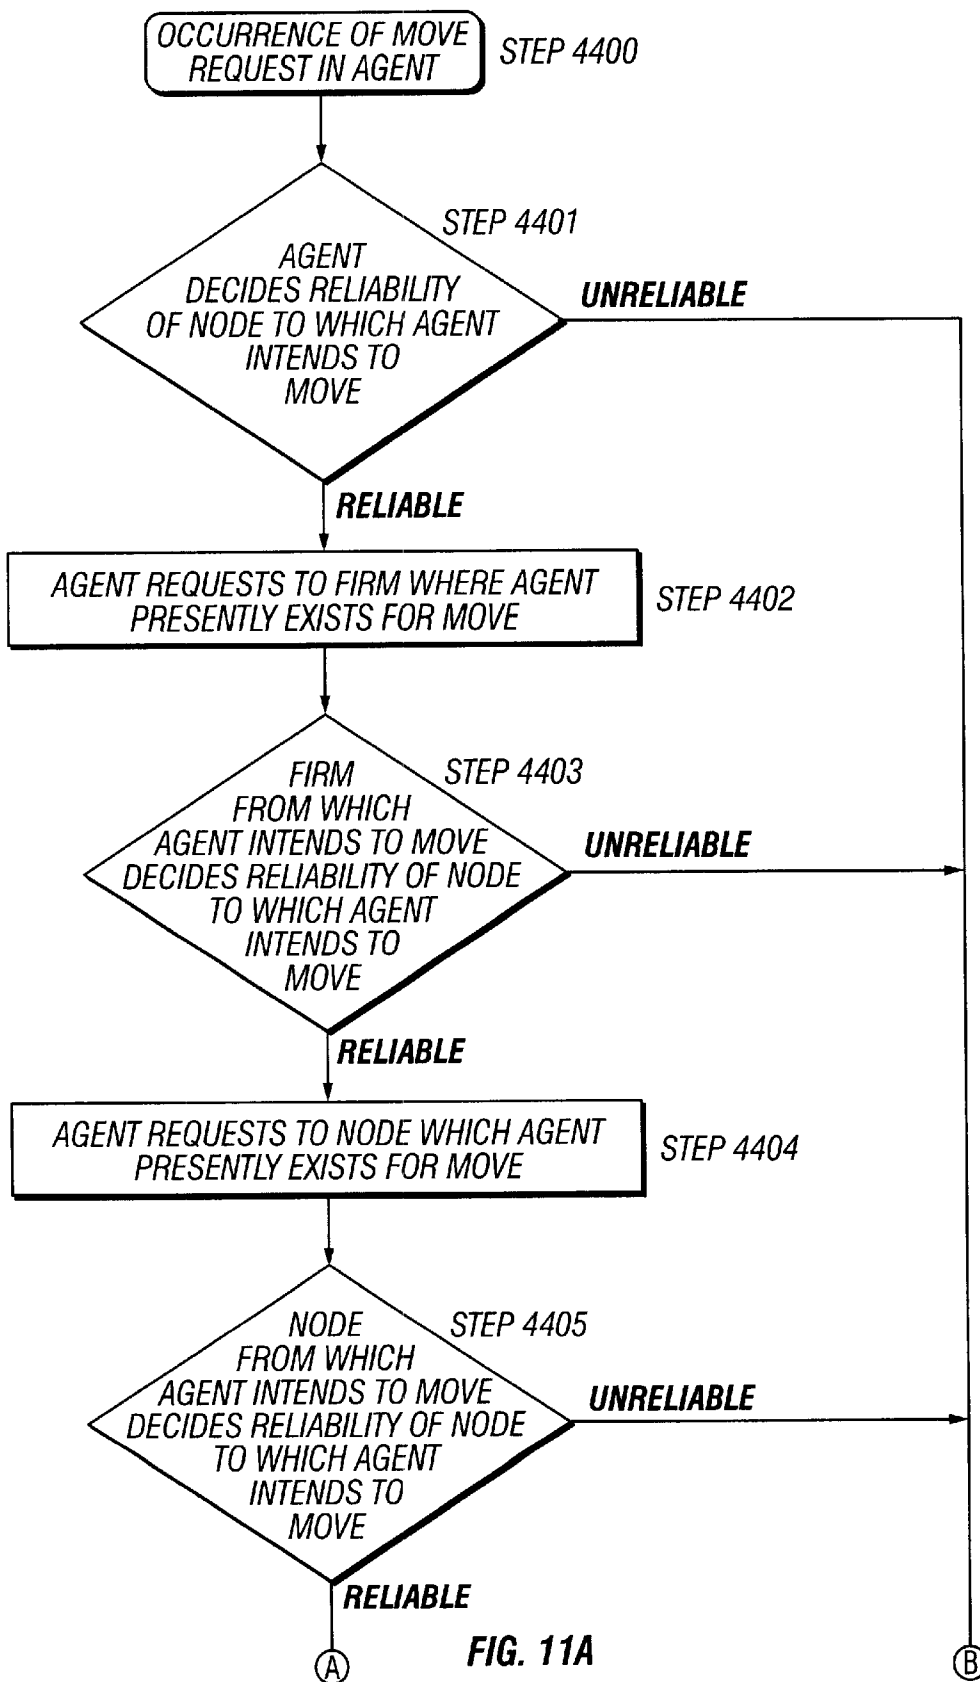 OCCURRENCE OF MOVE
REQUEST IN AGENT
STEP 4400
STEP 4401
AGENT
DECIDES RELIABILITY
OF NODE TO WHICH AGENT
INTENDS TO
MOVE
UNRELIABLE
RELIABLE
AGENT REQUESTS TO FIRM WHERE AGENT
PRESENTLY EXISTS FOR MOVE
STEP 4402
STEP 4403
FIRM
FROM WHICH
AGENT INTENDS TO MOVE
DECIDES RELIABILITY OF NODE
TO WHICH AGENT
INTENDS TO
MOVE
UNRELIABLE
RELIABLE
AGENT REQUESTS TO NODE WHICH AGENT
PRESENTLY EXISTS FOR MOVE
STEP 4404
STEP 4405
NODE
FROM WHICH
AGENT INTENDS TO MOVE
DECIDES RELIABILITY OF NODE
TO WHICH AGENT
INTENDS TO
MOVE
UNRELIABLE
RELIABLE
A
FIG. 11A
B